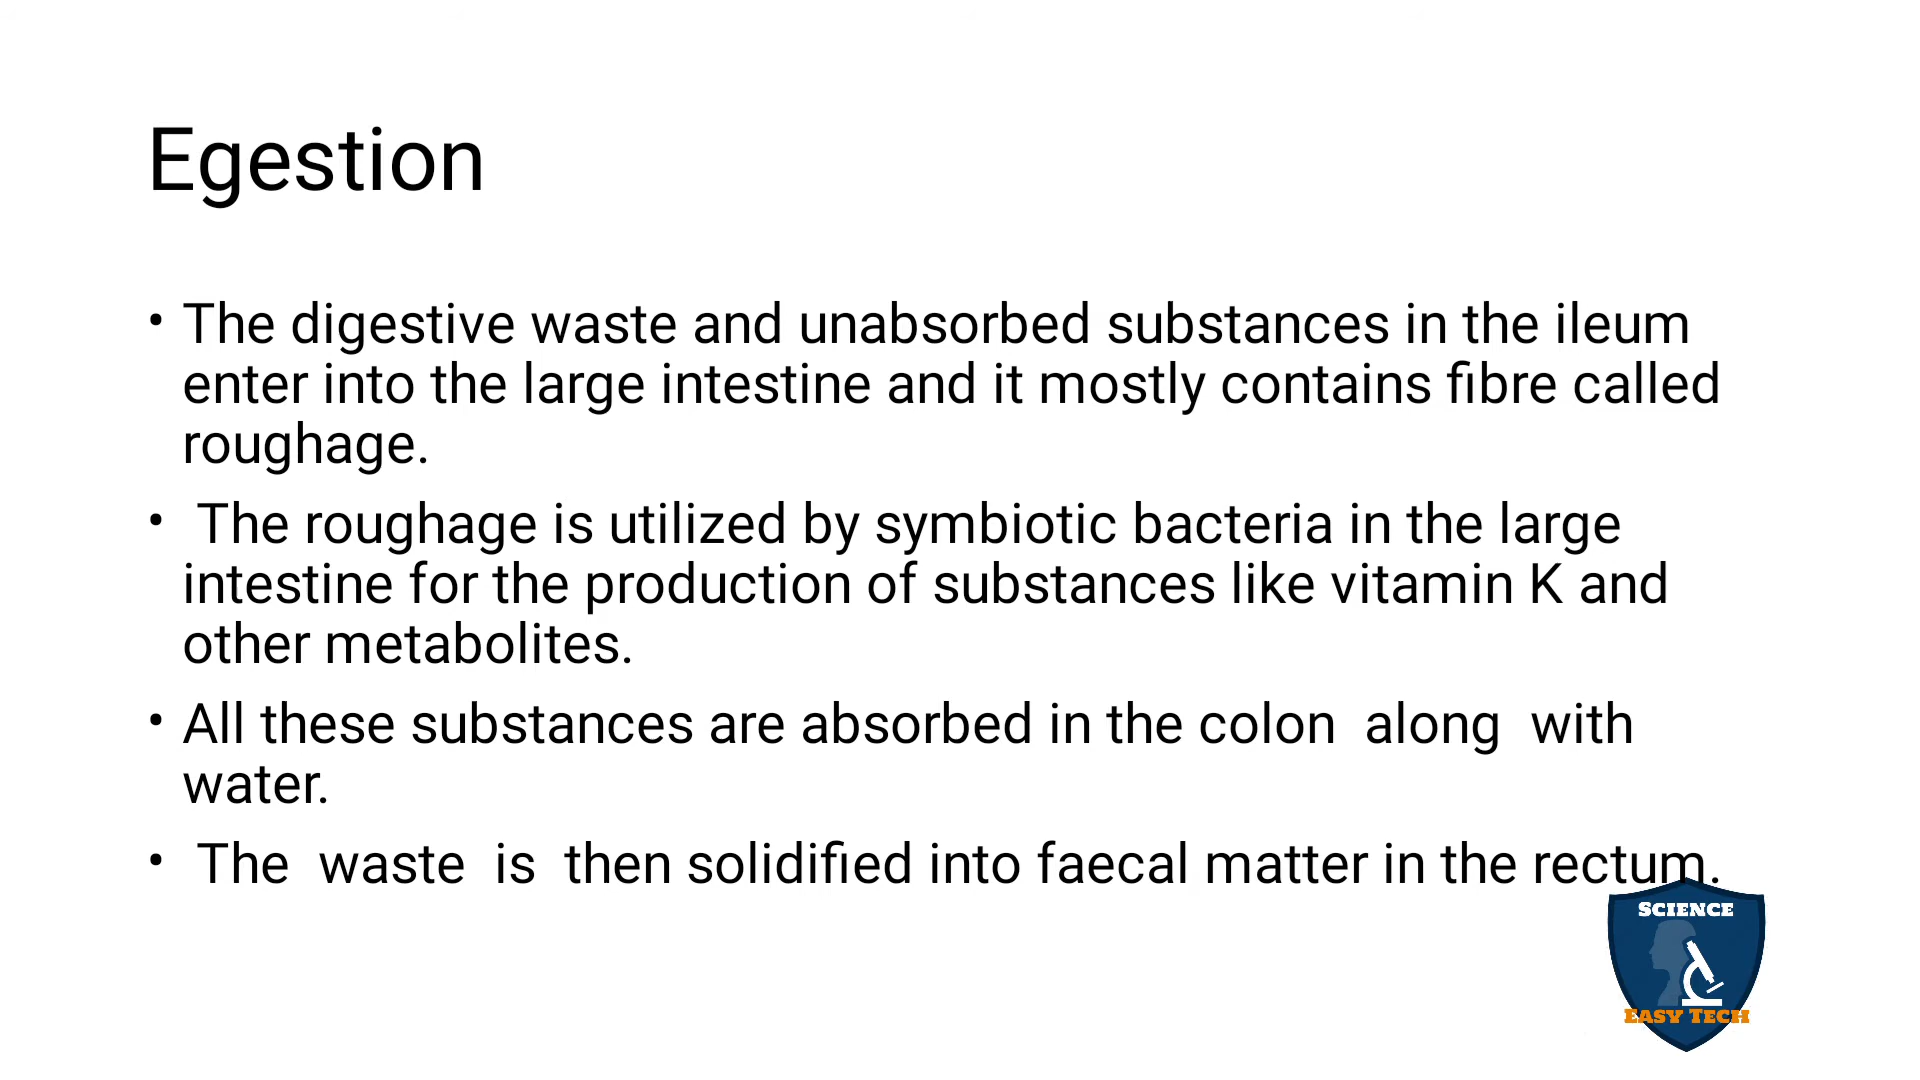 Egestion
• The digestive waste and unabsorbed substances in the ileum
enter into the large intestine and it mostly contains fibre called
roughage.
• The roughage is utilized by symbiotic bacteria in the large
intestine for the production of substances like vitamin K and
other metabolites.
• All these substances are absorbed in the colon along with
water.
• The waste is then solidified into faecal matter in the rectum.
SCIENCE
EASY TECH